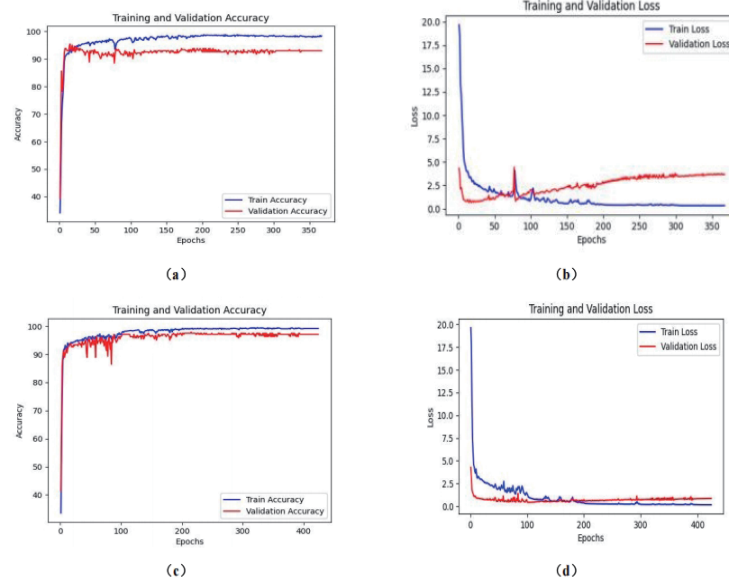 Training and Validation Accuracy
100
90
80
70
60
50
40
Accuracy
Train Accuracy
Validation Accuracy
0 50 100 150 200 250 300 350
Epochs
(a)
Training and Validation Loss
20.0
17.5
15.0
12.5
10.0
7.5
5.0
2.5
0.0
Loss
Train Loss
Validation Loss
0 50 100 150 200 250 300 350
Epochs
(b)
Training and Validation Accuracy
100
90
80
70
60
50
40
Accuracy
Train Accuracy
Validation Accuracy
0 100 200 300 400
Epochs
(c)
Training and Validation Loss
20.0
17.5
15.0
12.5
10.0
7.5
5.0
2.5
0.0
Loss
Train Loss
Validation Loss
0 100 200 300 400
Epochs
(d)